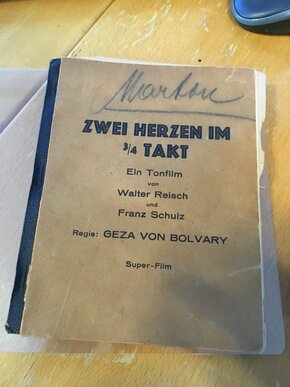 Marton
ZWEI HERZEN IM
3/4 TAKT
Ein Tonfilm
von
Walter Reisch
und
Franz Schulz
Regie: GEZA VON BOLVARY
Super-Film